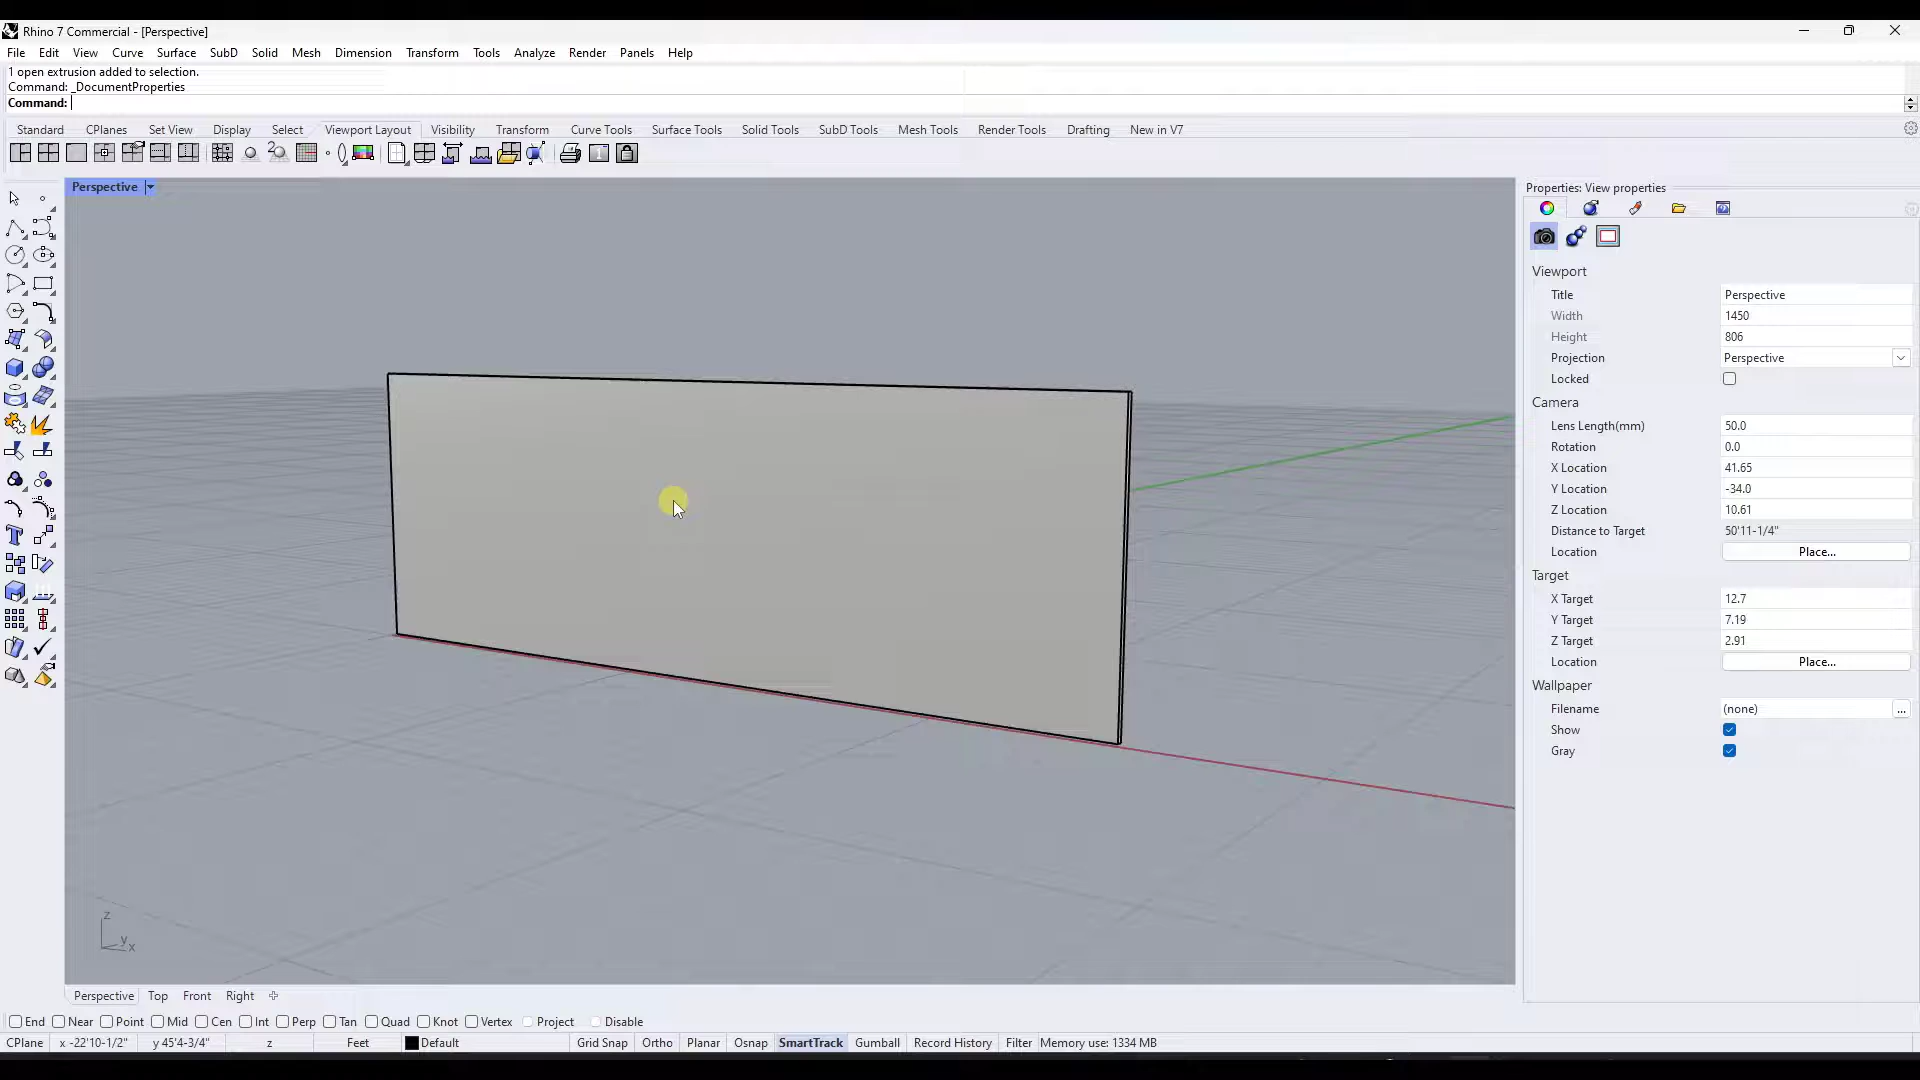 Rhino 7 Commercial - [Perspective]
File Edit View Curve Surface SubD Solid Mesh Dimension Transform Tools Analyze Render Panels Help
1 open extrusion added to selection.
Command: _DocumentProperties
Command:
Standard CPlanes Set View Display Select Viewport Layout Visibility Transform Curve Tools Surface Tools Solid Tools SubD Tools Mesh Tools Render Tools Drafting New in V7
Perspective
Properties: View properties
Viewport
Title Perspective
Width 1450
Height 806
Projection Perspective
Locked
Camera
Lens Length(mm) 50.0
Rotation 0.0
X Location 41.65
Y Location -34.0
Z Location 10.61
Distance to Target 50'11-1/4"
Location Place...
Target
X Target 12.7
Y Target 7.19
Z Target 2.91
Location Place...
Wallpaper
Filename (none) ...
Show
Gray
z
y
x
Perspective Top Front Right
End Near Point Mid Cen Int Perp Tan Quad Knot Vertex Project Disable
CPlane x -22'10-1/2" y 45'4-3/4" z Feet Default Grid Snap Ortho Planar Osnap SmartTrack Gumball Record History Filter Memory use: 1334 MB